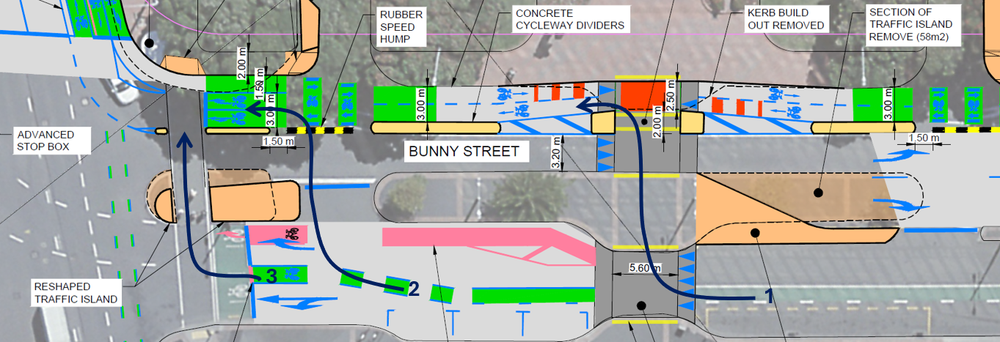 RUBBER
SPEED
HUMP
CONCRETE
CYCLEWAY DIVIDERS
KERB BUILD
OUT REMOVED
SECTION OF
TRAFFIC ISLAND
REMOVE (58m2)
2.00 m
1.50 m
3.00 m
3.00 m
2.50 m
2.00 m
3.00 m
ADVANCED
STOP BOX
1.50 m
BUNNY STREET
3.20 m
1.50 m
5.60 m
3
2
1
RESHAPED
TRAFFIC ISLAND